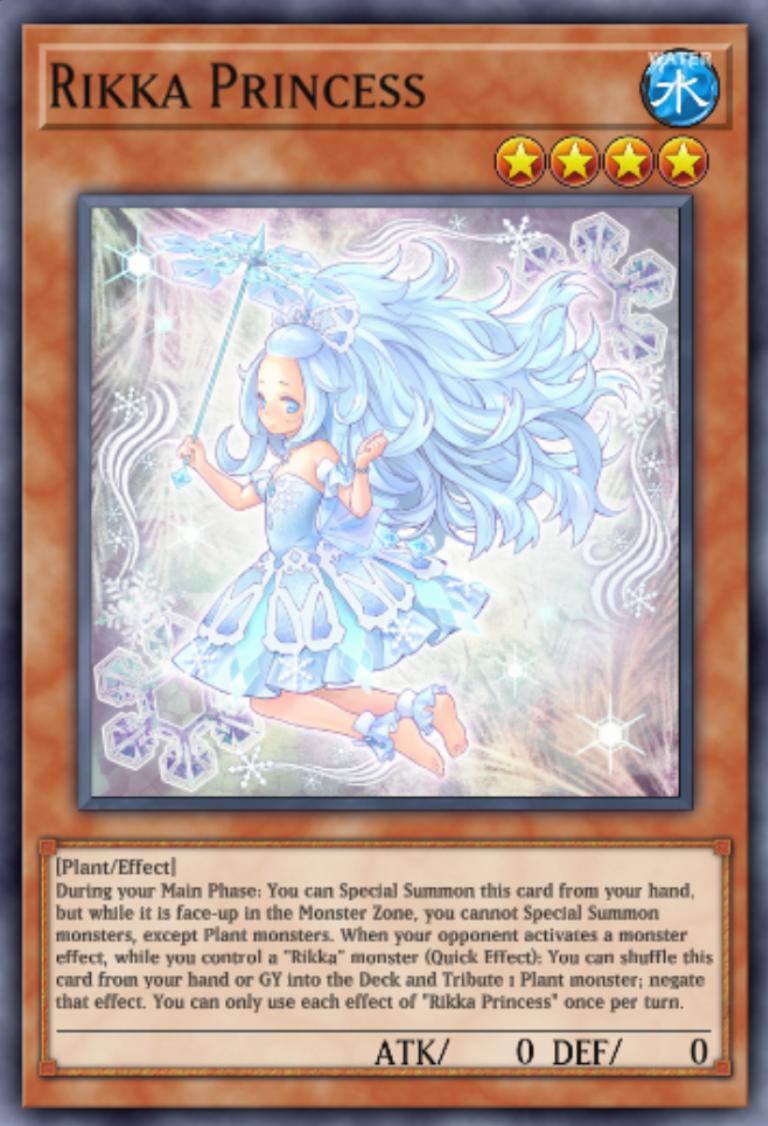 Rikka Princess
WATER
水
[Plant/Effect]
During your Main Phase: You can Special Summon this card from your hand,
but while it is face-up in the Monster Zone, you cannot Special Summon
monsters, except Plant monsters. When your opponent activates a monster
effect, while you control a "Rikka" monster (Quick Effect): You can shuffle this
card from your hand or GY into the Deck and Tribute 1 Plant monster; negate
that effect. You can only use each effect of "Rikka Princess" once per turn.
ATK/ 0 DEF/ 0